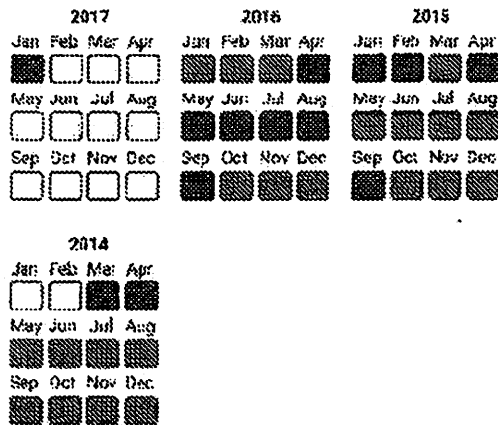 2017
Jan Feb Mar Apr
May Jun Jul Aug
Sep Oct Nov Dec
2016
Jan Feb Mar Apr
May Jun Jul Aug
Sep Oct Nov Dec
2015
Jan Feb Mar Apr
May Jun Jul Aug
Sep Oct Nov Dec
2014
Jan Feb Mar Apr
May Jun Jul Aug
Sep Oct Nov Dec